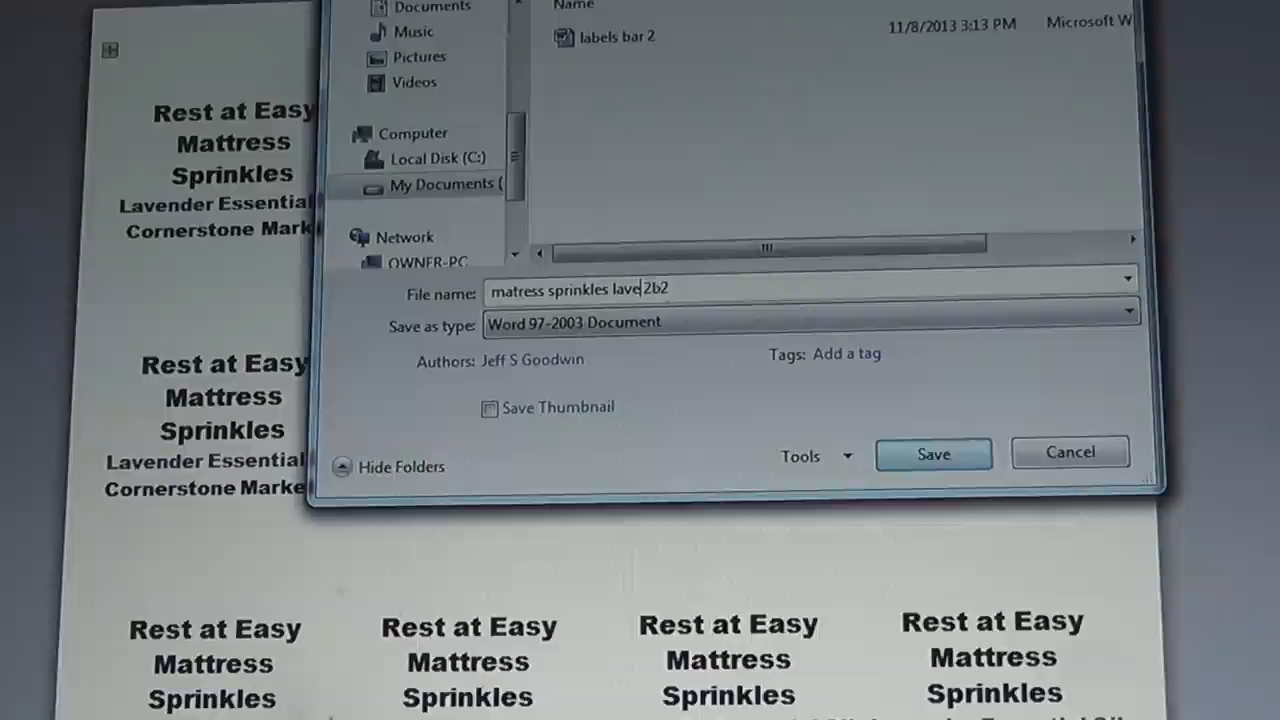 Documents
Name
Music
labels bar 2
11/8/2013 3:13 PM
Microsoft W
Pictures
Videos
Computer
Local Disk (C:)
My Documents (
Network
OWNER-PC
File name: matress sprinkles lave2b2
Save as type: Word 97-2003 Document
Authors: Jeff S Goodwin
Tags: Add a tag
Save Thumbnail
Hide Folders
Tools
Save
Cancel
Rest at Easy
Mattress
Sprinkles
Lavender Essential
Cornerstone Mark
Rest at Easy
Mattress
Sprinkles
Lavender Essential
Cornerstone Marke
Rest at Easy
Mattress
Sprinkles
Rest at Easy
Mattress
Sprinkles
Rest at Easy
Mattress
Sprinkles
Rest at Easy
Mattress
Sprinkles